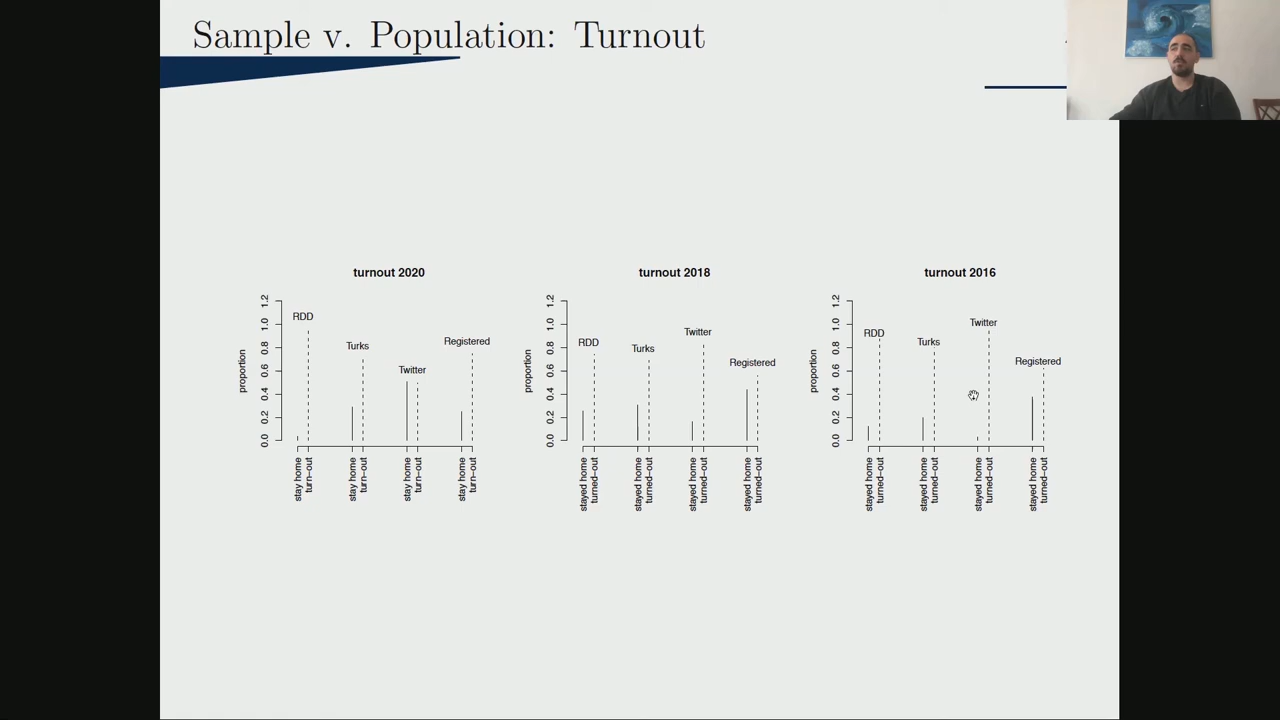 Sample v. Population: Turnout
turnout 2020
proportion
0.0 0.2 0.4 0.6 0.8 1.0 1.2
RDD
Turks
Twitter
Registered
stay home
turn-out
stay home
turn-out
stay home
turn-out
stay home
turn-out
turnout 2018
proportion
0.0 0.2 0.4 0.6 0.8 1.0 1.2
RDD
Turks
Twitter
Registered
stayed home
turned-out
stayed home
turned-out
stayed home
turned-out
stayed home
turned-out
turnout 2016
proportion
0.0 0.2 0.4 0.6 0.8 1.0 1.2
RDD
Turks
Twitter
Registered
stayed home
turned-out
stayed home
turned-out
stayed home
turned-out
stayed home
turned-out